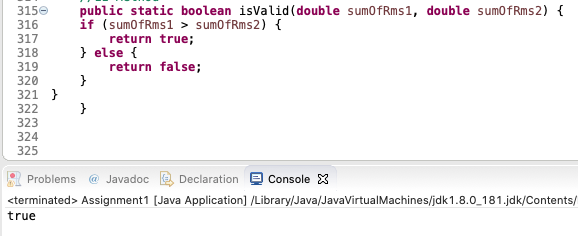 315 public static boolean isValid(double sumOfRms1, double sumOfRms2) {
316 if (sumOfRms1 > sumOfRms2) {
317 return true;
318 } else {
319 return false;
320 }
321 }
322 }
323
324
325
Problems @ Javadoc Declaration Console
<terminated> Assignment1 [Java Application] /Library/Java/JavaVirtualMachines/jdk1.8.0_181.jdk/Contents/
true